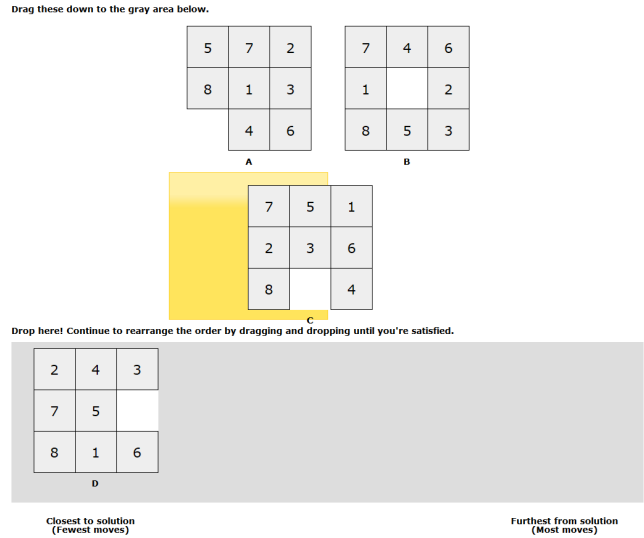 Drag these down to the gray area below.
5 7 2
8 1 3
4 6
A
7 4 6
1 2
8 5 3
B
7 5 1
2 3 6
8 4
C
Drop here! Continue to rearrange the order by dragging and dropping until you're satisfied.
2 4 3
7 5
8 1 6
D
Closest to solution
(Fewest moves)
Furthest from solution
(Most moves)